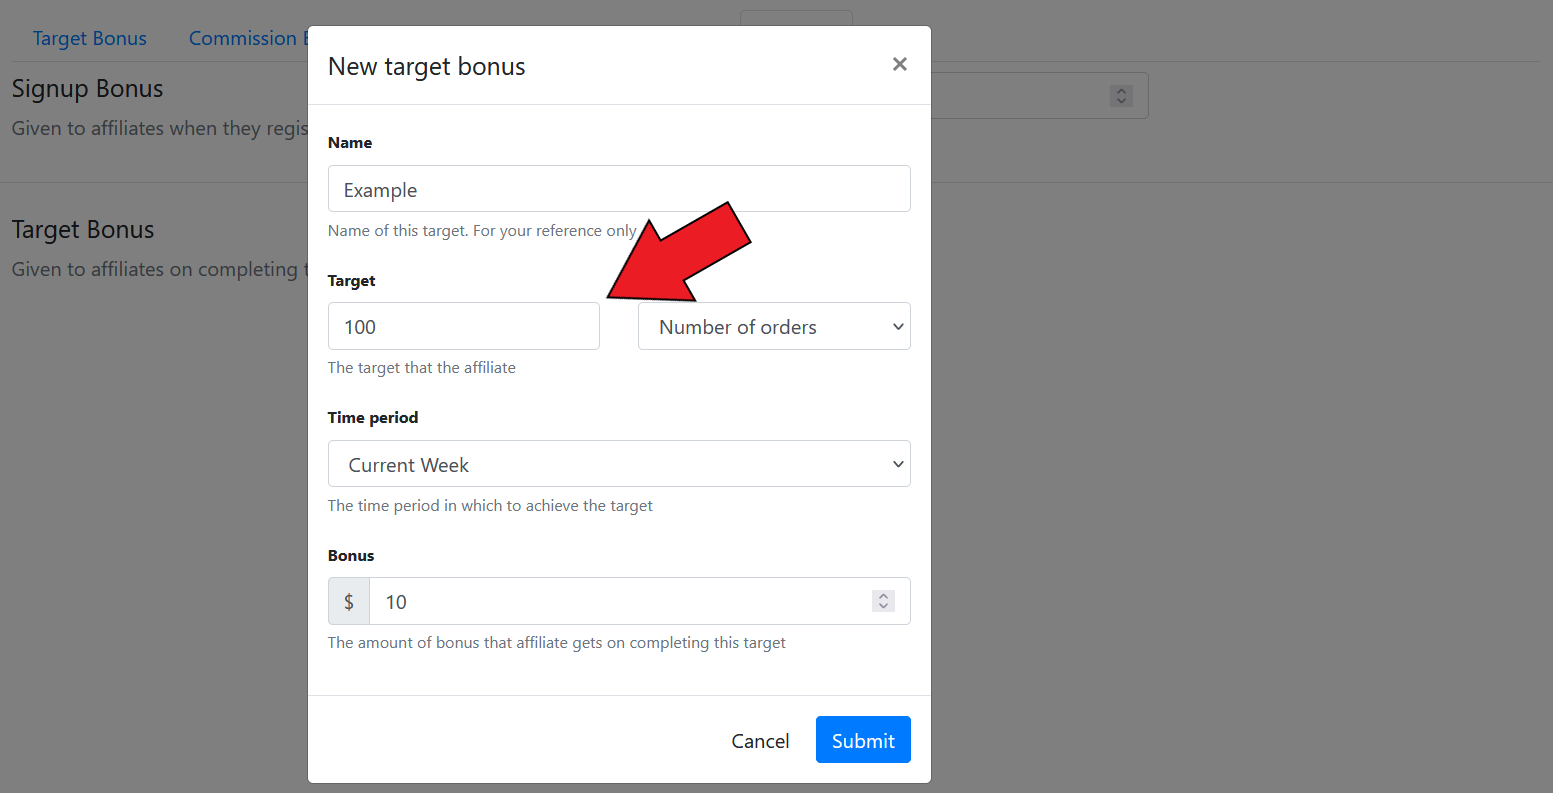 Target Bonus
Commission
Signup Bonus
Given to affiliates when they
Target Bonus
Given to affiliates on completing
New target bonus
×
Name
Example
Name of this target. For your reference only
Target
100
Number of orders
The target that the affiliate
Time period
Current Week
The time period in which to achieve the target
Bonus
$ 10
The amount of bonus that affiliate gets on completing this target
Cancel
Submit